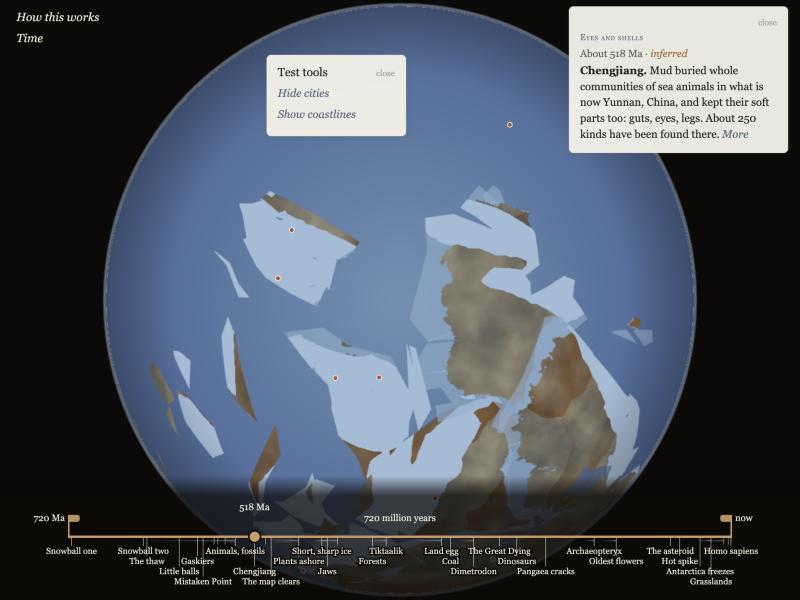 How this works
Time
Test tools
close
Hide cities
Show coastlines
close
Eyes and shells
About 518 Ma · inferred
Chengjiang. Mud buried whole
communities of sea animals in what is
now Yunnan, China, and kept their soft
parts too: guts, eyes, legs. About 250
kinds have been found there. More
518 Ma
720 Ma
720 million years
now
Snowball one
Snowball two
Animals, fossils
Short, sharp ice
Tiktaalik
Land egg
The Great Dying
Archaeopteryx
The asteroid
Homo sapiens
The thaw
Gaskiers
Plants ashore
Forests
Coal
Dinosaurs
Oldest flowers
Hot spike
Little balls
Chengjiang
Jaws
Dimetrodon
Pangaea cracks
Antarctica freezes
Mistaken Point
The map clears
Grasslands